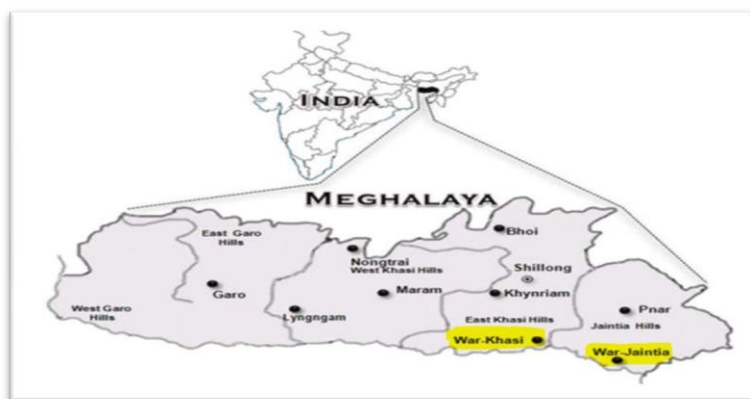 INDIA
MEGHALAYA
East Garo
Hills
Bhoi
Nongtrai
West Khasi Hills
Shillong
Garo
Maram
Khynriam
West Garo
Hills
Lyngngam
East Khasi Hills
Pnar
Jaintia Hills
War-Khasi
War-Jaintia